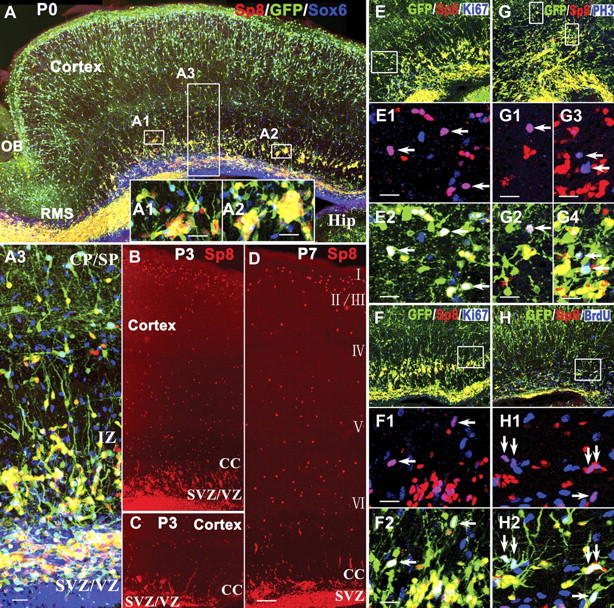 A P0 Sp8/GFP/Sox6
Cortex
A3
A1
A2
OB
RMS
A1
A2
Hip
A3 CP/SP
IZ
SVZ/VZ
B P3 Sp8
Cortex
CC
SVZ/VZ
C P3 Cortex
CC
SVZ/VZ
D P7 Sp8
I
II/III
IV
V
VI
CC
SVZ
E GFP/Sp8/Ki67
E1
E2
G GFP/Sp8/PH3
G1
G3
G2
G4
F GFP/Sp8/Ki67
F1
F2
H GFP/Sp8/BrdU
H1
H2